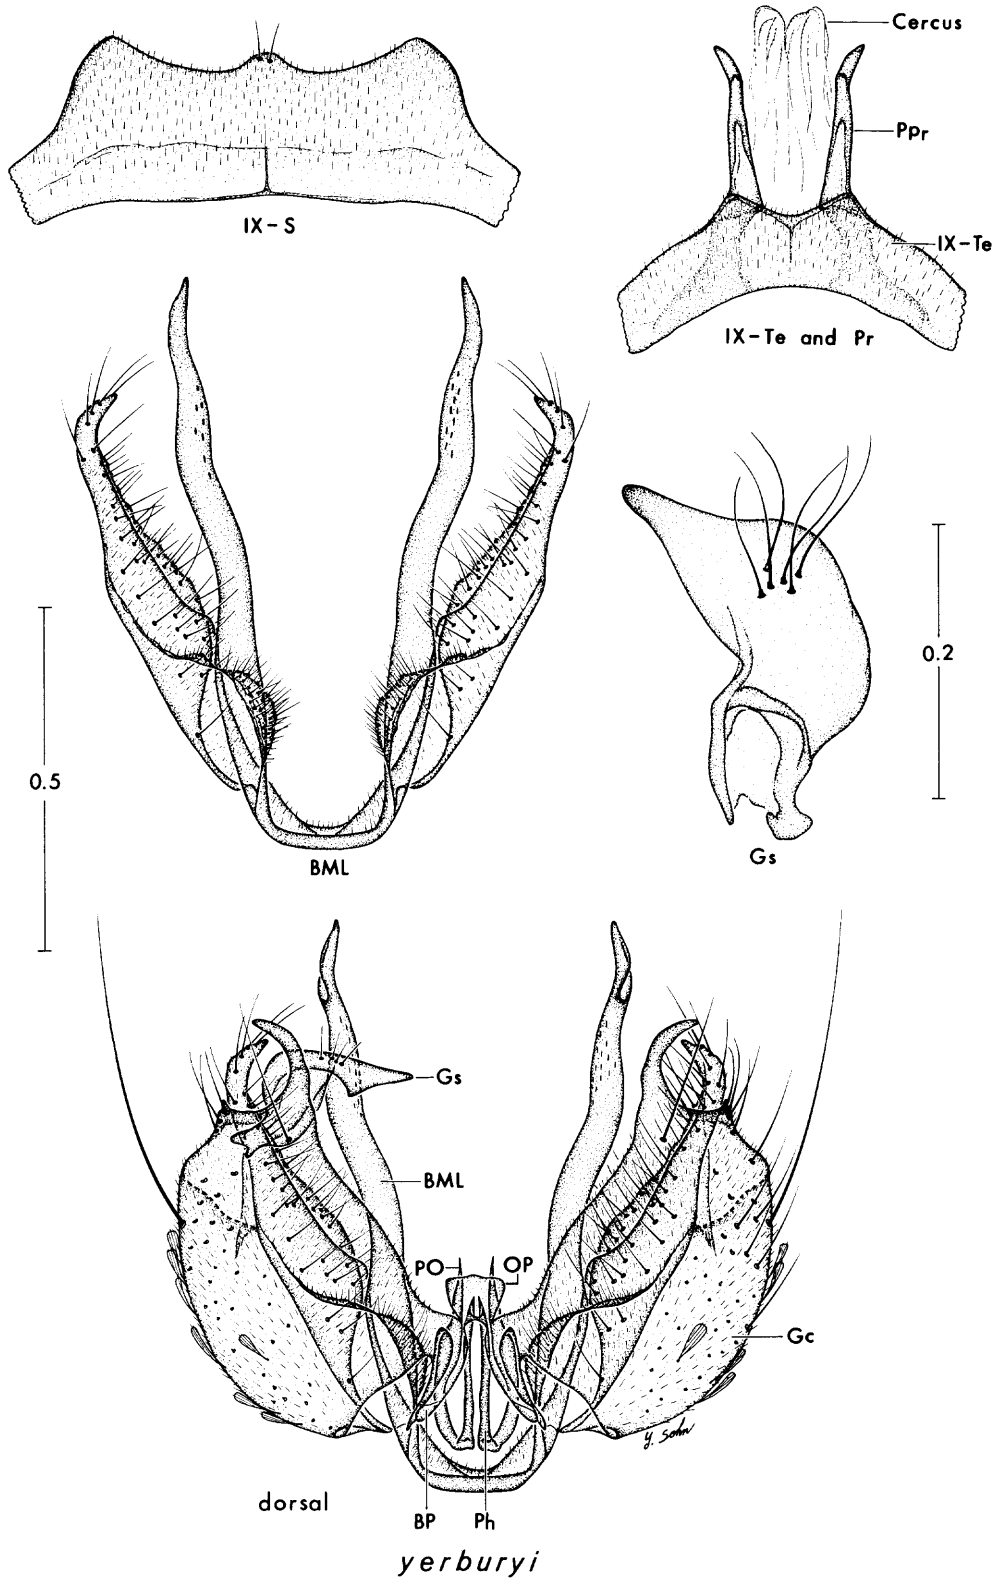 Cercus
Ppr
IX-S
IX-Te
IX-Te and Pr
0.2
0.5
Gs
BML
Gs
BML
PO
OP
Gc
Y. Sohn
dorsal
BP
Ph
yerburyi